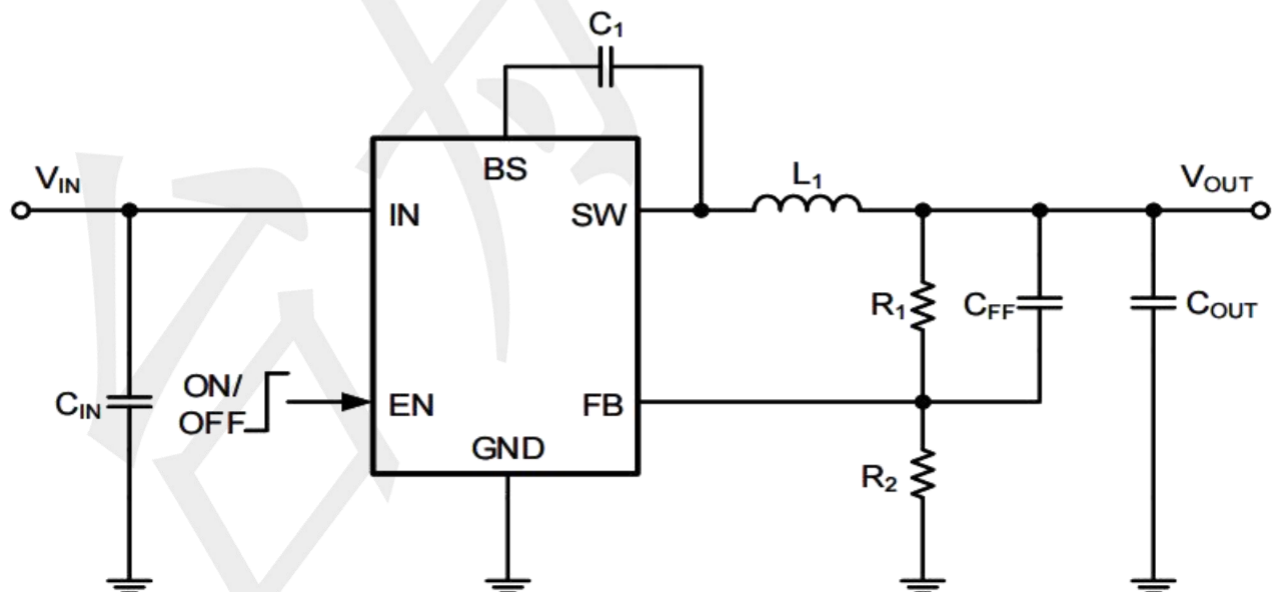 C1
VIN
BS
L1
VOUT
IN
SW
R1
CFF
COUT
CIN
ON/
OFF
EN
FB
GND
R2